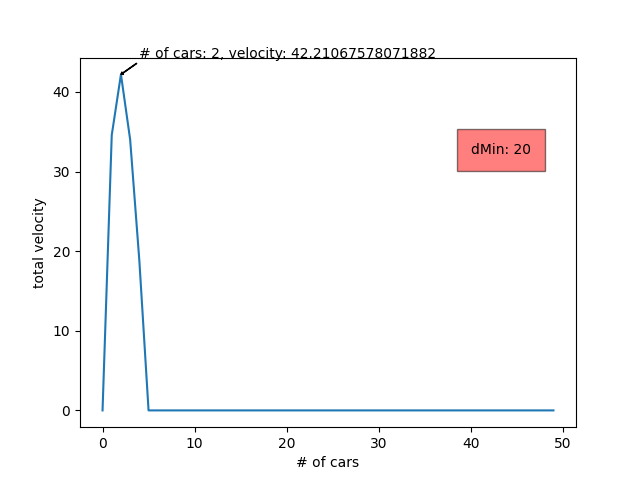 # of cars: 2, velocity: 42.21067578071882
40
dMin: 20
30
total velocity
20
10
0
0 10 20 30 40 50
# of cars